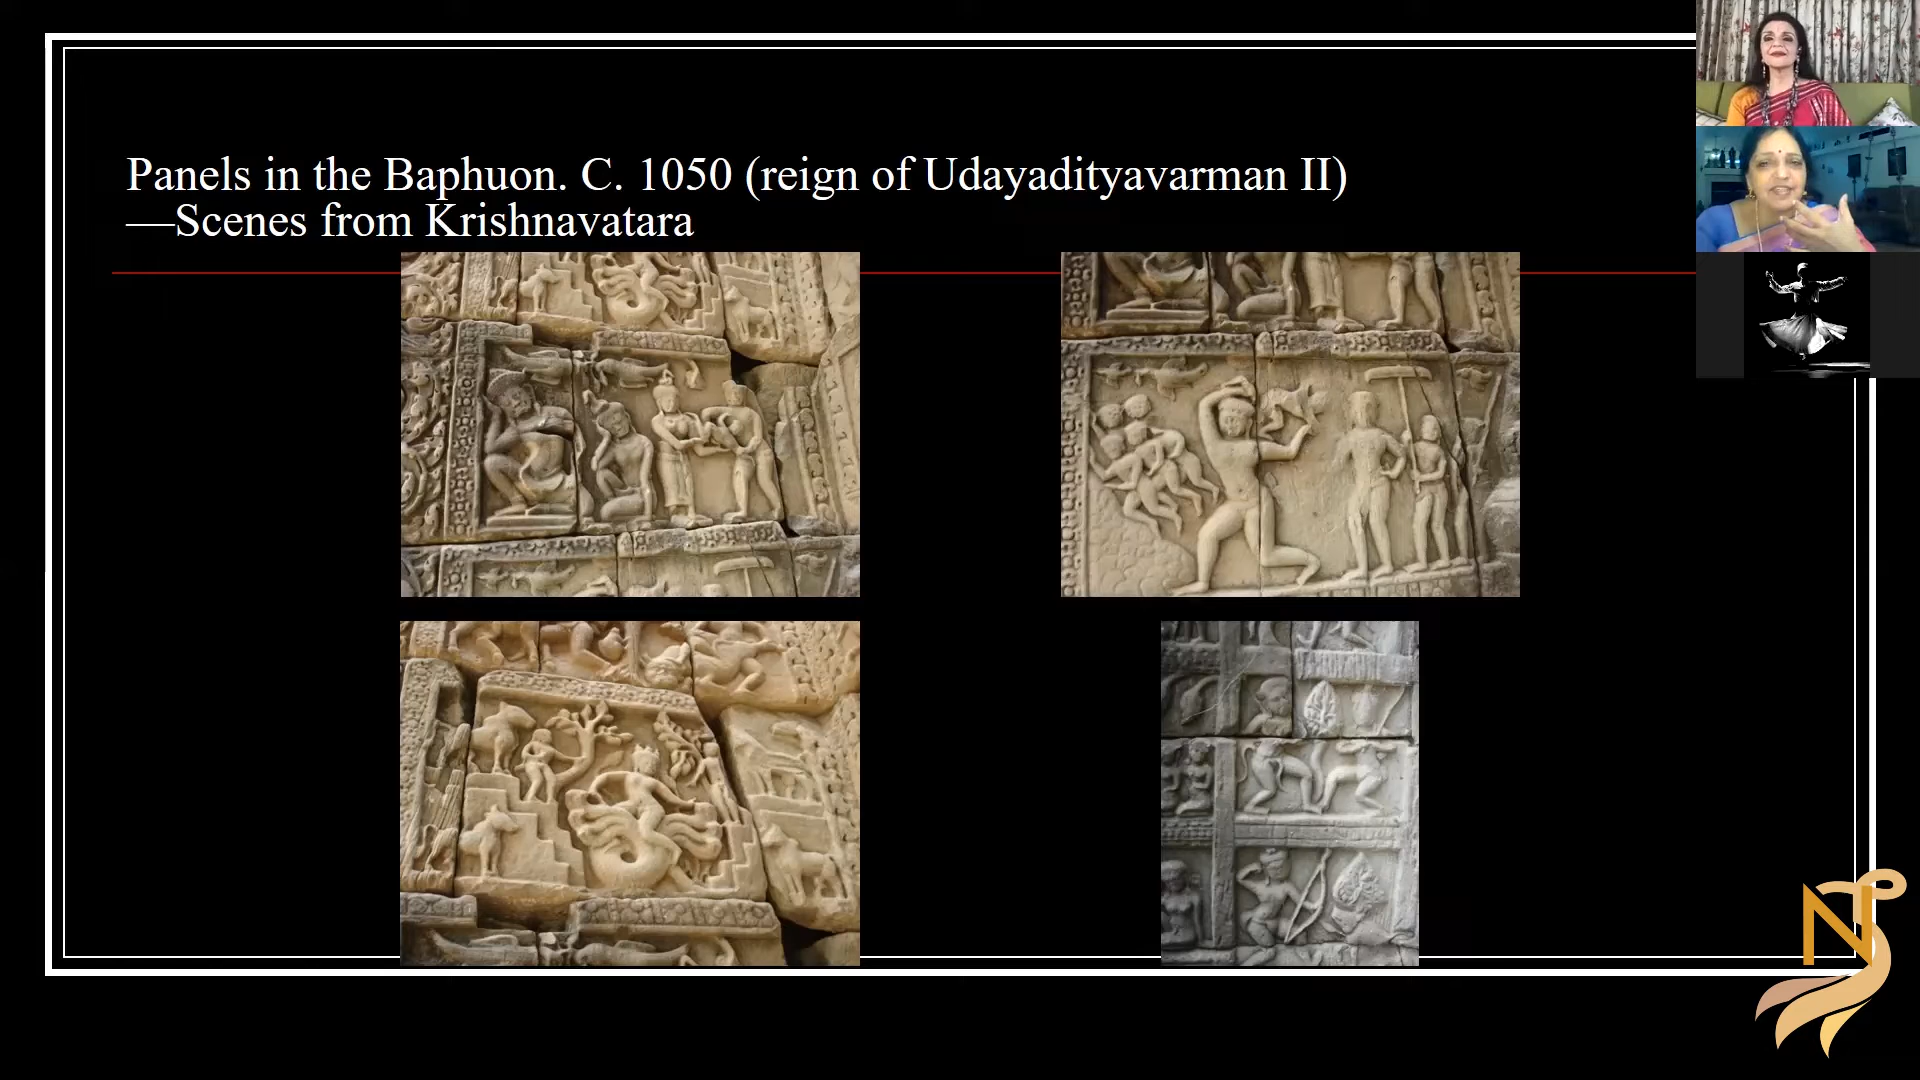 Panels in the Baphuon. C. 1050 (reign of Udayadityavarman II)
—Scenes from Krishnavatara
N